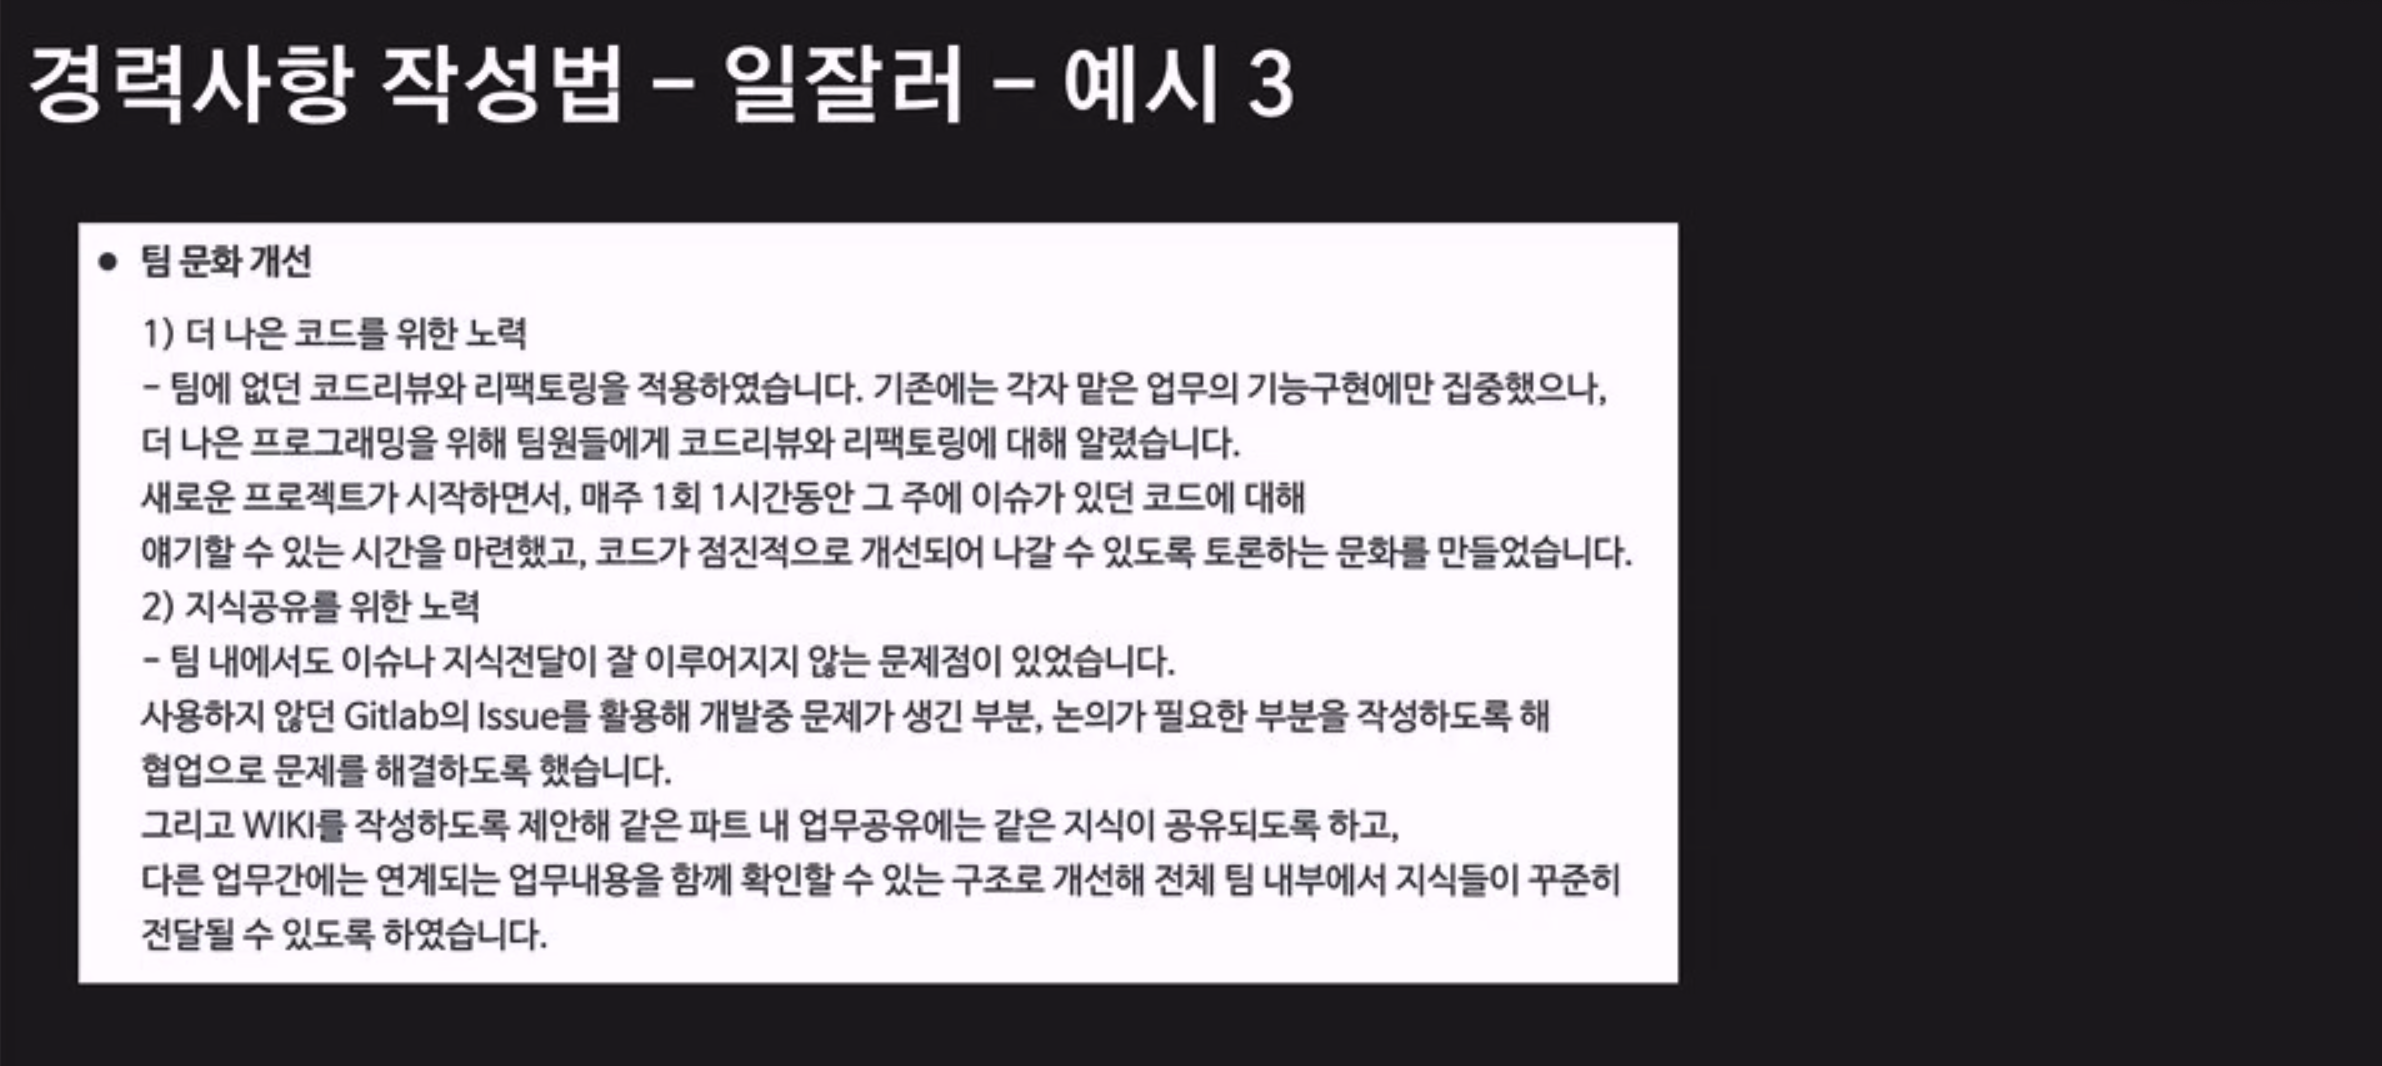 경력사항 작성법 - 일잘러 - 예시 3
● 팀 문화 개선
1) 더 나은 코드를 위한 노력
- 팀에 없던 코드리뷰와 리팩토링을 적용하였습니다. 기존에는 각자 맡은 업무의 기능구현에만 집중했으나,
더 나은 프로그래밍을 위해 팀원들에게 코드리뷰와 리팩토링에 대해 알렸습니다.
새로운 프로젝트가 시작하면서, 매주 1회 1시간동안 그 주에 이슈가 있던 코드에 대해
얘기할 수 있는 시간을 마련했고, 코드가 점진적으로 개선되어 나갈 수 있도록 토론하는 문화를 만들었습니다.
2) 지식공유를 위한 노력
- 팀 내에서도 이슈나 지식전달이 잘 이루어지지 않는 문제점이 있었습니다.
사용하지 않던 Gitlab의 Issue를 활용해 개발중 문제가 생긴 부분, 논의가 필요한 부분을 작성하도록 해
협업으로 문제를 해결하도록 했습니다.
그리고 WIKI를 작성하도록 제안해 같은 파트 내 업무공유에는 같은 지식이 공유되도록 하고,
다른 업무간에는 연계되는 업무내용을 함께 확인할 수 있는 구조로 개선해 전체 팀 내부에서 지식들이 꾸준히
전달될 수 있도록 하였습니다.